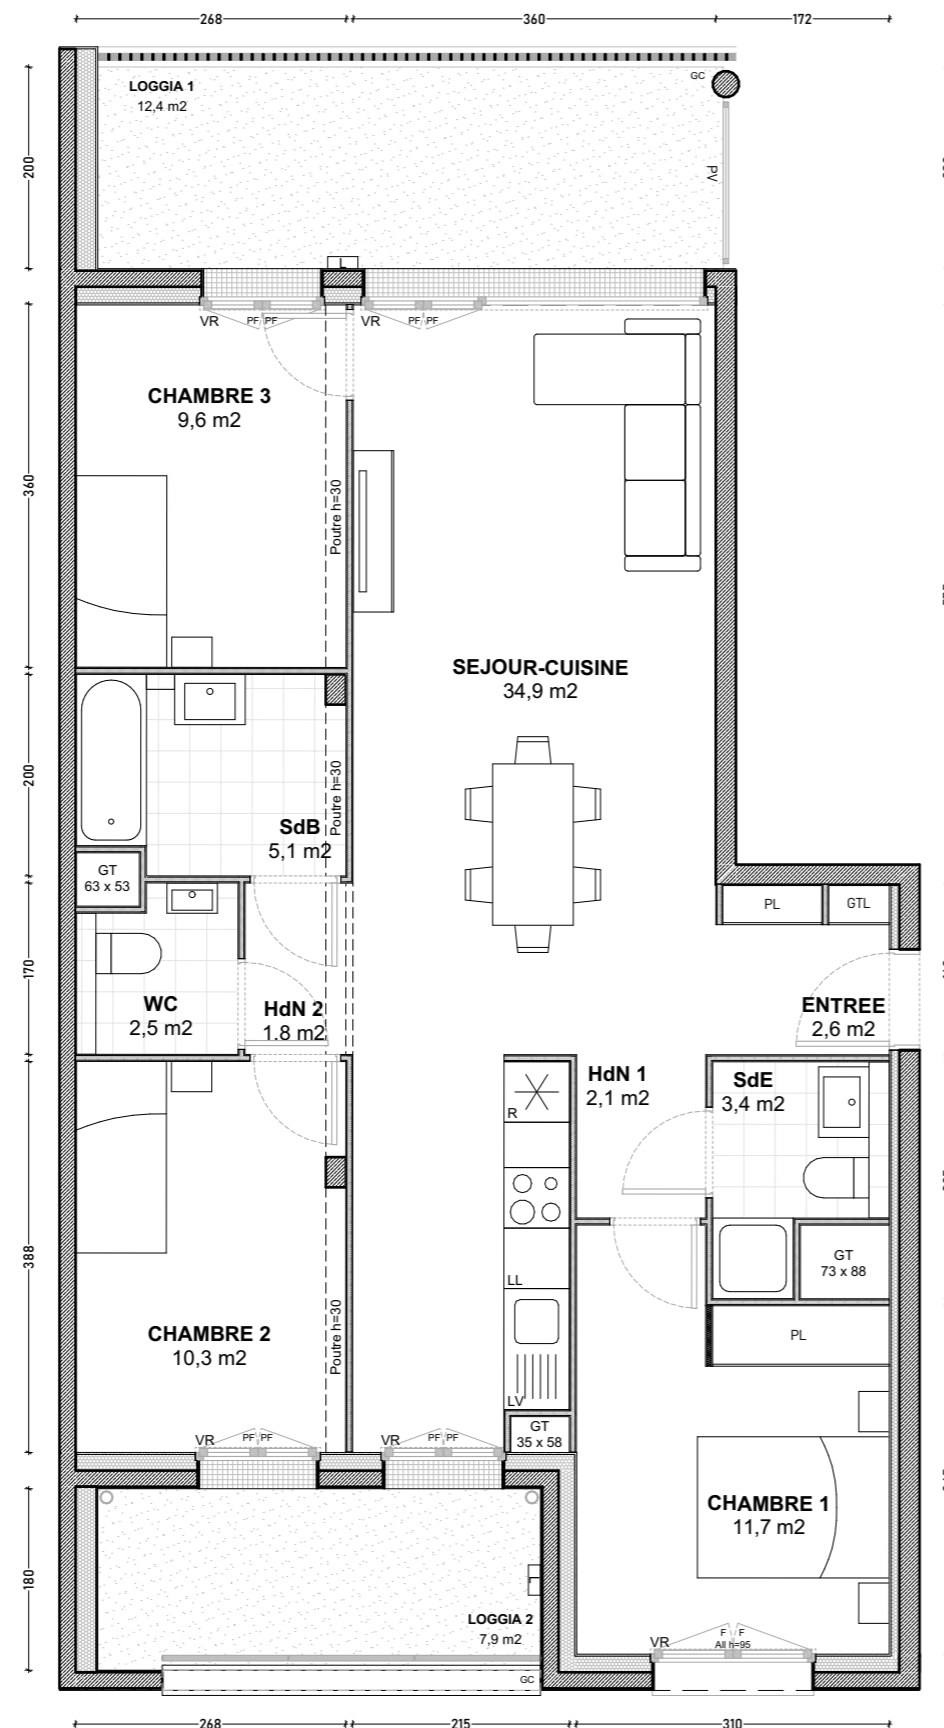 268
360
172
LOGGIA 1
12,4 m2
GC
PV
200
L
VR
PF PF
VR
PF PF
CHAMBRE 3
9,6 m2
360
Poutre h=30
SEJOUR-CUISINE
34,9 m2
200
Poutre h=30
SdB
5,1 m2
GT
63 x 53
PL
GTL
170
WC
2,5 m2
HdN 2
1.8 m2
ENTREE
2,6 m2
HdN 1
2,1 m2
SdE
3,4 m2
R
388
LL
GT
73 x 88
Poutre h=30
CHAMBRE 2
10,3 m2
PL
LV
GT
35 x 58
VR
PF PF
VR
PF PF
CHAMBRE 1
11,7 m2
180
L
LOGGIA 2
7,9 m2
VR
F F
All h=95
GC
268
215
310